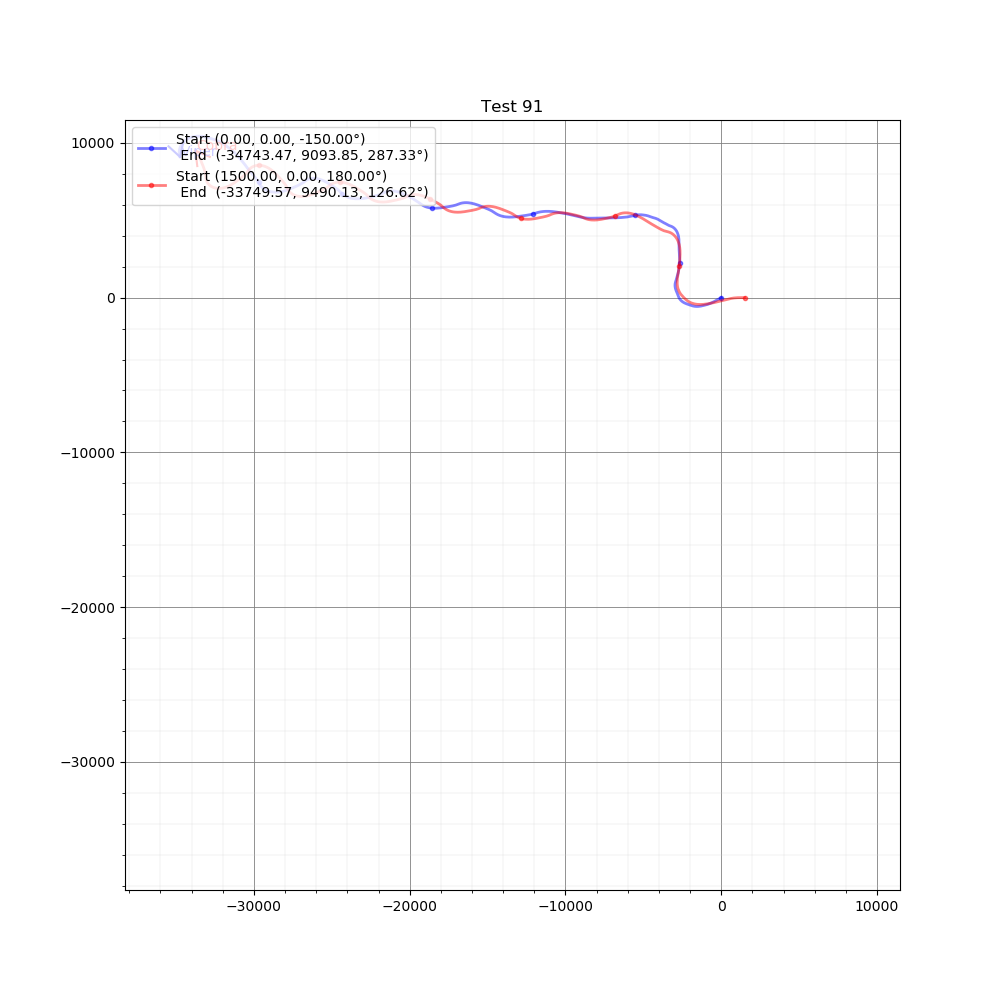 Test 91
Start (0.00, 0.00, -150.00°)
End (-34743.47, 9093.85, 287.33°)
Start (1500.00, 0.00, 180.00°)
End (-33749.57, 9490.13, 126.62°)
10000
0
−10000
−20000
−30000
−30000 −20000 −10000 0 10000